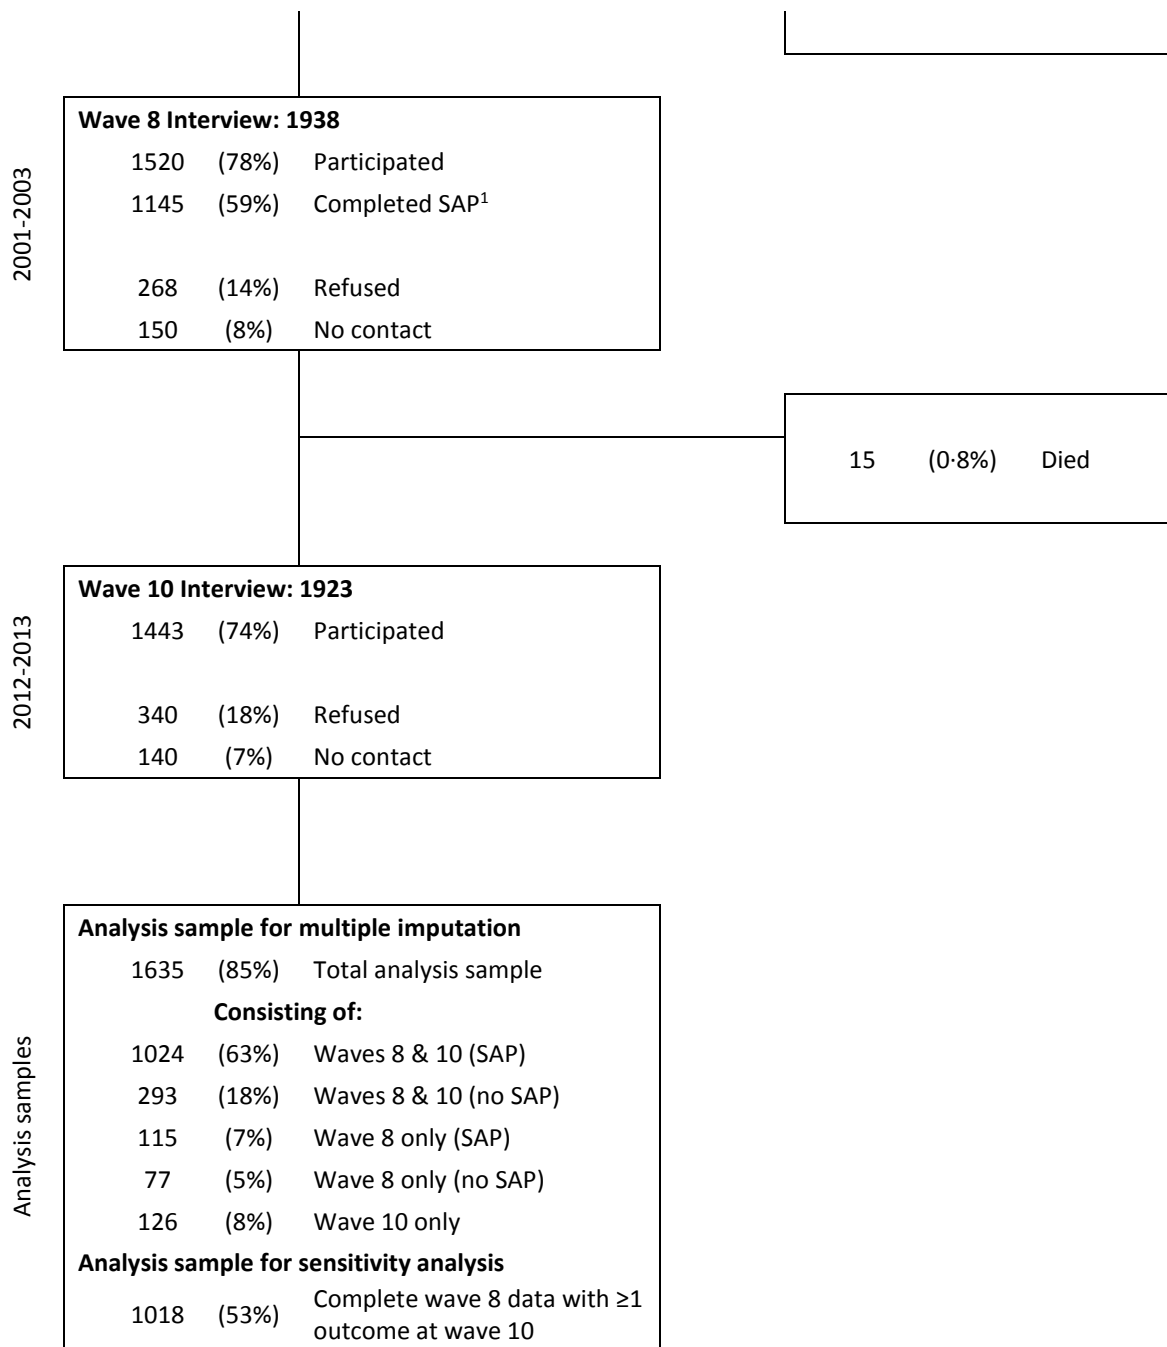 2001-2003
Wave 8 Interview: 1938
1520 (78%) Participated
1145 (59%) Completed SAP¹
268 (14%) Refused
150 (8%) No contact
15 (0·8%) Died
2012-2013
Wave 10 Interview: 1923
1443 (74%) Participated
340 (18%) Refused
140 (7%) No contact
Analysis samples
Analysis sample for multiple imputation
1635 (85%) Total analysis sample
Consisting of:
1024 (63%) Waves 8 & 10 (SAP)
293 (18%) Waves 8 & 10 (no SAP)
115 (7%) Wave 8 only (SAP)
77 (5%) Wave 8 only (no SAP)
126 (8%) Wave 10 only
Analysis sample for sensitivity analysis
1018 (53%) Complete wave 8 data with ≥1
outcome at wave 10